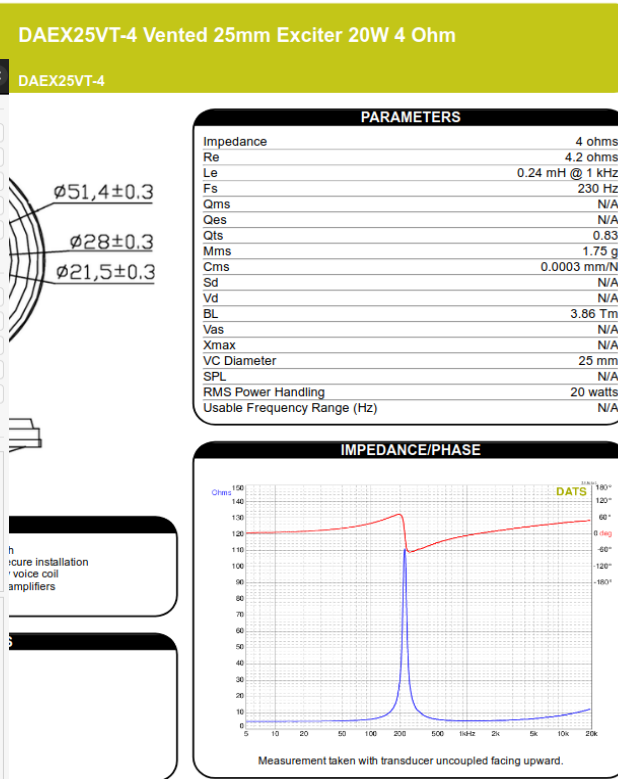 DAEX25VT-4 Vented 25mm Exciter 20W 4 Ohm
DAEX25VT-4
ø51,4±0.3
ø28±0.3
ø21,5±0.3
PARAMETERS
Impedance 4 ohms
Re 4.2 ohms
Le 0.24 mH @ 1 kHz
Fs 230 Hz
Qms N/A
Qes N/A
Qts 0.83
Mms 1.75 g
Cms 0.0003 mm/N
Sd N/A
Vd N/A
BL 3.86 Tm
Vas N/A
Xmax N/A
VC Diameter 25 mm
SPL N/A
RMS Power Handling 20 watts
Usable Frequency Range (Hz) N/A
h
ecure installation
voice coil
amplifiers
IMPEDANCE/PHASE
Ohms 150 DATS 180°
140 120°
130 60°
120 0 deg
110 -60°
100 -120°
90 -180°
80
70
60
50
40
30
20
10
0
5 10 20 50 100 200 500 1kHz 2k 5k 10k 20k
Measurement taken with transducer uncoupled facing upward.